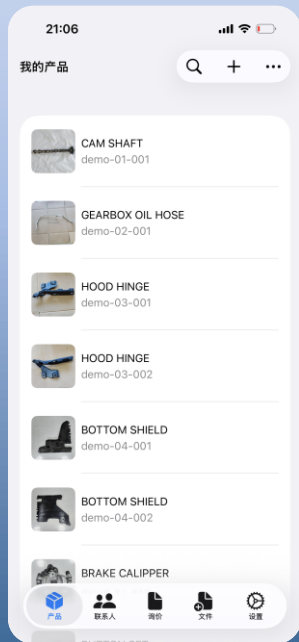 21:06
我的产品
CAM SHAFT
demo-01-001
GEARBOX OIL HOSE
demo-02-001
HOOD HINGE
demo-03-001
HOOD HINGE
demo-03-002
BOTTOM SHIELD
demo-04-001
BOTTOM SHIELD
demo-04-002
BRAKE CALIPPER
产品 联系人 询价 文件 设置